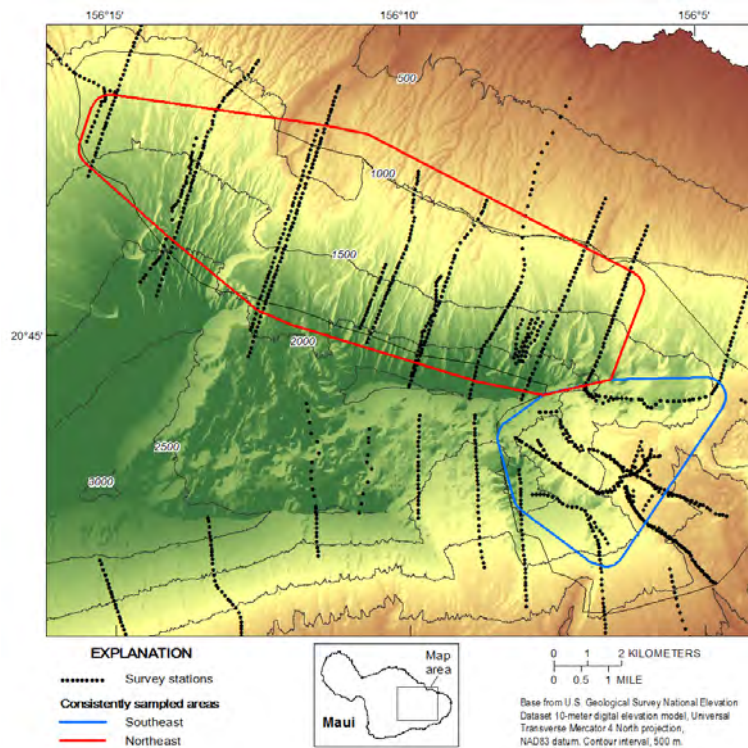 156°15'
156°10'
156°5'
500
1000
1500
20°45'
2000
2500
3000
EXPLANATION
Survey stations
Consistently sampled areas
Southeast
Northeast
Map
area
Maui
0 1 2 KILOMETERS
0 0.5 1 MILE
Base from U.S. Geological Survey National Elevation
Dataset 10-meter digital elevation model, Universal
Transverse Mercator 4 North projection,
NAD83 datum. Contour interval, 500 m.